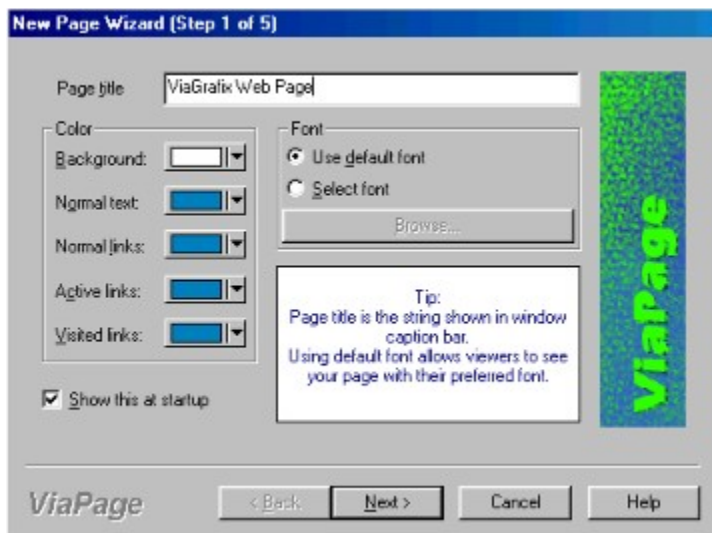 New Page Wizard (Step 1 of 5)
Page title
ViaGrafix Web Page
Color
Background:
Normal text:
Normal links:
Active links:
Visited links:
Font
Use default font
Select font
Browse...
Tip:
Page title is the string shown in window
caption bar.
Using default font allows viewers to see
your page with their preferred font.
Show this at startup
ViaPage
ViaPage
< Back
Next >
Cancel
Help